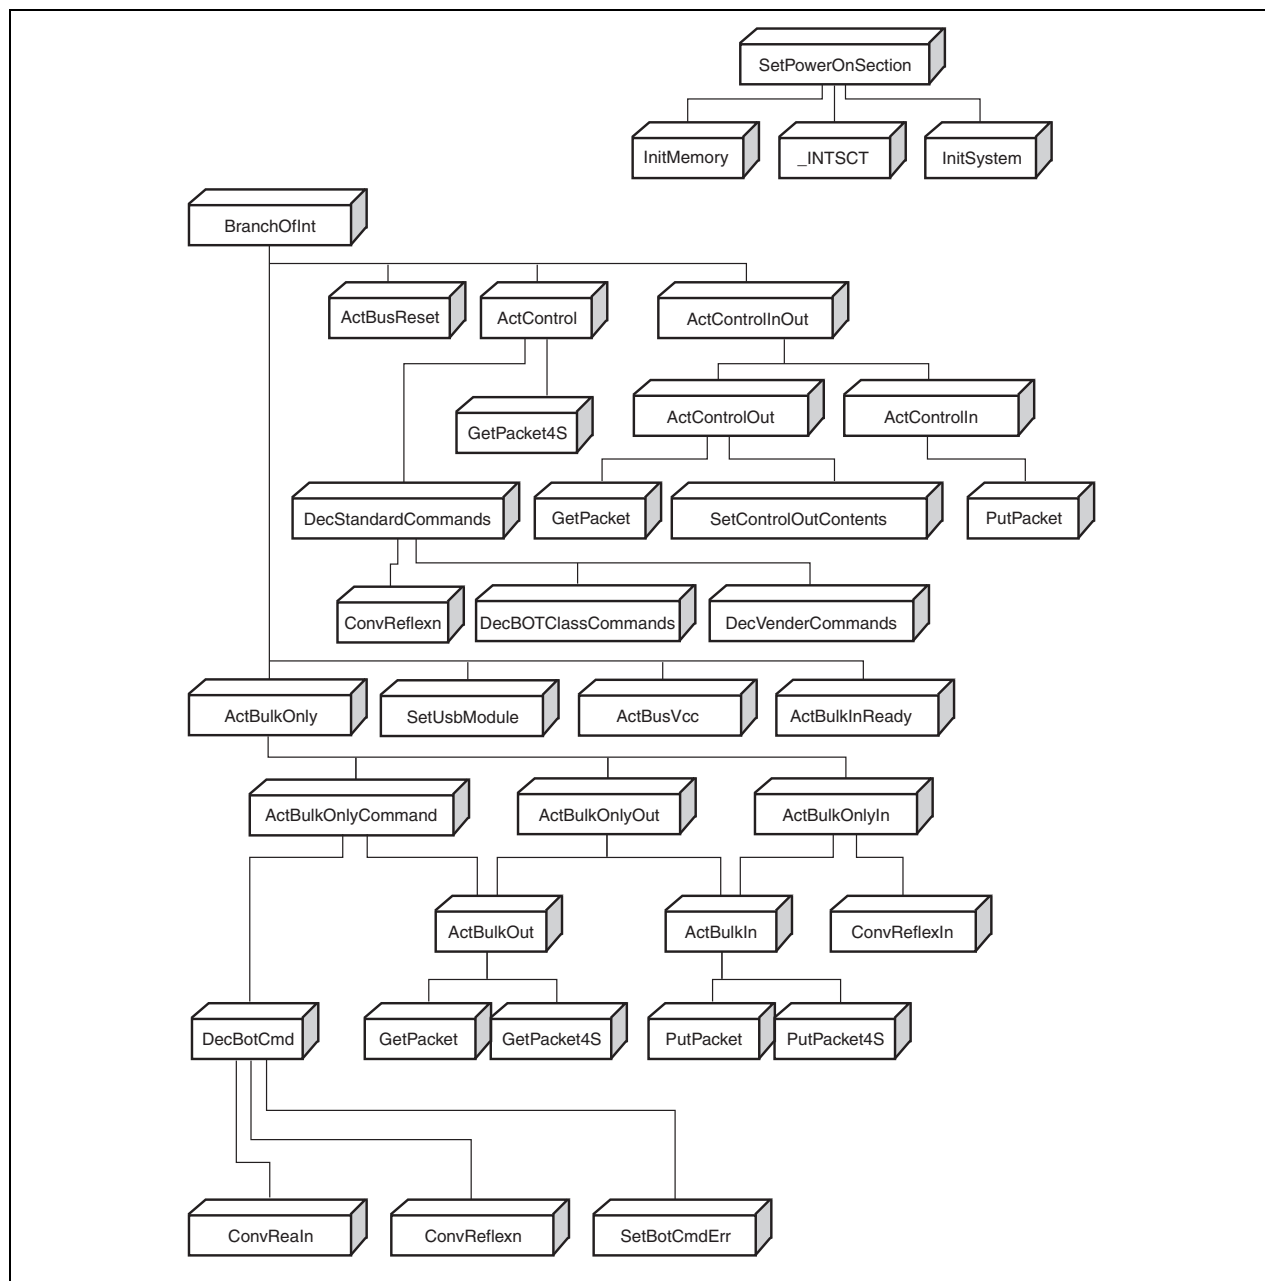 SetPowerOnSection
InitMemory
_INTSCT
InitSystem
BranchOfInt
ActBusReset
ActControl
ActControlInOut
ActControlOut
ActControlIn
GetPacket4S
DecStandardCommands
GetPacket
SetControlOutContents
PutPacket
ConvReflexn
DecBOTClassCommands
DecVenderCommands
ActBulkOnly
SetUsbModule
ActBusVcc
ActBulkInReady
ActBulkOnlyCommand
ActBulkOnlyOut
ActBulkOnlyIn
ActBulkOut
ActBulkIn
ConvReflexIn
DecBotCmd
GetPacket
GetPacket4S
PutPacket
PutPacket4S
ConvReaIn
ConvReflexn
SetBotCmdErr